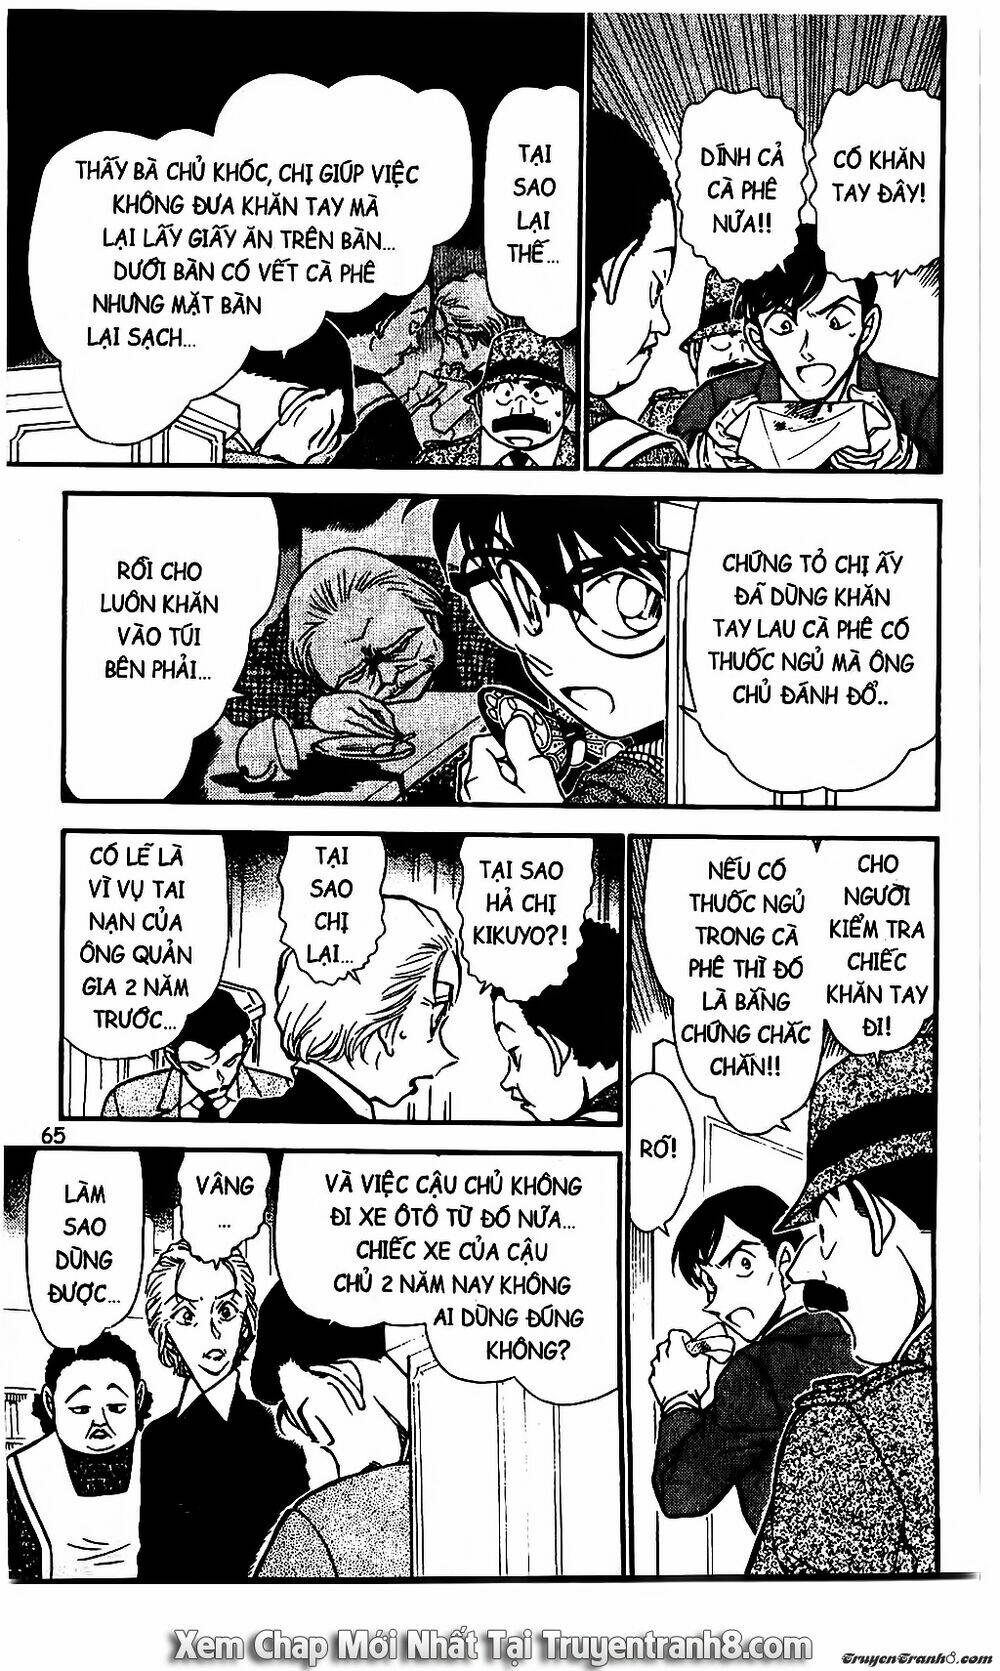 CÓ KHĂN
TAY ĐÂY!
DÍNH CẢ
CÀ PHÊ
NỮA!!
TẠI
SAO
LẠI
THẾ...
THẤY BÀ CHỦ KHÓC, CHỊ GIÚP VIỆC
KHÔNG ĐƯA KHĂN TAY MÀ
LẠI LẤY GIẤY ĂN TRÊN BÀN...
DƯỚI BÀN CÓ VẾT CÀ PHÊ
NHƯNG MẶT BÀN
LẠI SẠCH...
CHỨNG TỎ CHỊ ẤY
ĐÃ DÙNG KHĂN
TAY LAU CÀ PHÊ CÓ
THUỐC NGỦ MÀ ÔNG
CHỦ ĐÁNH ĐỔ..
RỒI CHO
LUÔN KHĂN
VÀO TÚI
BÊN PHẢI...
CHO
NGƯỜI
KIỂM TRA
CHIẾC
KHĂN TAY
ĐI!
NẾU CÓ
THUỐC NGỦ
TRONG CÀ
PHÊ THÌ ĐÓ
LÀ BẰNG
CHỨNG CHẮC
CHẮN!!
RÕ!
TẠI SAO
HẢ CHỊ
KIKUYO?!
TẠI
SAO
CHỊ
LẠI...
CÓ LẼ LÀ
VÌ VỤ TAI
NẠN CỦA
ÔNG QUẢN
GIA 2 NĂM
TRƯỚC...
65
VÀ VIỆC CẬU CHỦ KHÔNG
ĐI XE ÔTÔ TỪ ĐÓ NỮA...
CHIẾC XE CỦA CẬU
CHỦ 2 NĂM NAY KHÔNG
AI DÙNG ĐÚNG
KHÔNG?
VÂNG
...
LÀM
SAO
DÙNG
ĐƯỢC...
Xem Chap Mới Nhất Tại Truyentranh8.com
TruyenTranh8.com